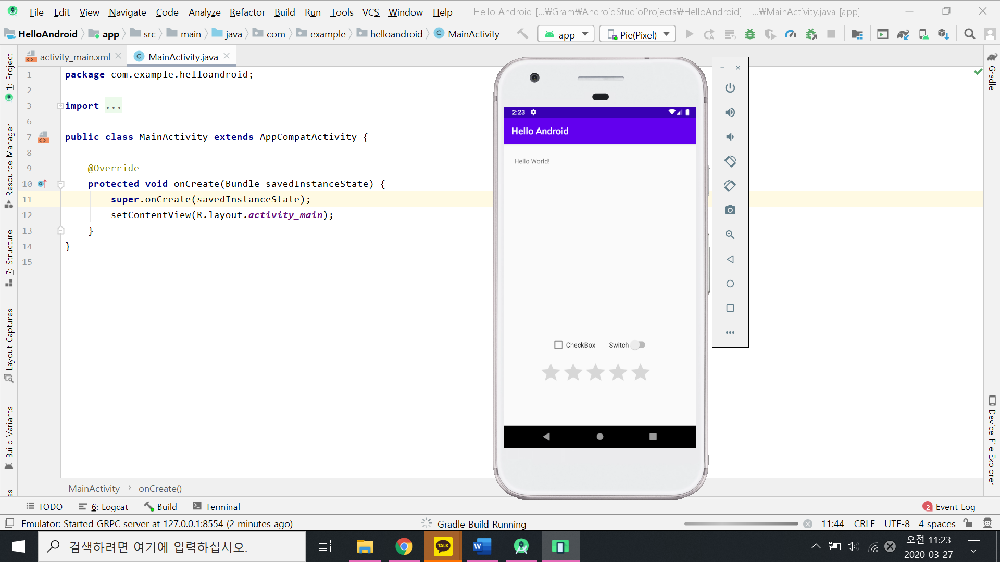 File Edit View Navigate Code Analyze Refactor Build Run Tools VCS Window Help Hello Android [...₩Gram₩AndroidStudioProjects₩HelloAndroid] - ...₩MainActivity.java [app]
HelloAndroid app src main java com example helloandroid MainActivity app Pie(Pixel)
activity_main.xml MainActivity.java
1 package com.example.helloandroid;
2
3 import ...
6
7 public class MainActivity extends AppCompatActivity {
8
9 @Override
10 protected void onCreate(Bundle savedInstanceState) {
11 super.onCreate(savedInstanceState);
12 setContentView(R.layout.activity_main);
13 }
14 }
15
1: Project
Resource Manager
7: Structure
Layout Captures
Build Variants
Gradle
Device File Explorer
2:23
Hello Android
Hello World!
CheckBox Switch
MainActivity onCreate()
TODO 6: Logcat Build Terminal 2 Event Log
Emulator: Started GRPC server at 127.0.0.1:8554 (2 minutes ago) Gradle Build Running 11:44 CRLF UTF-8 4 spaces
검색하려면 여기에 입력하십시오.
TALK
오전 11:23
2020-03-27